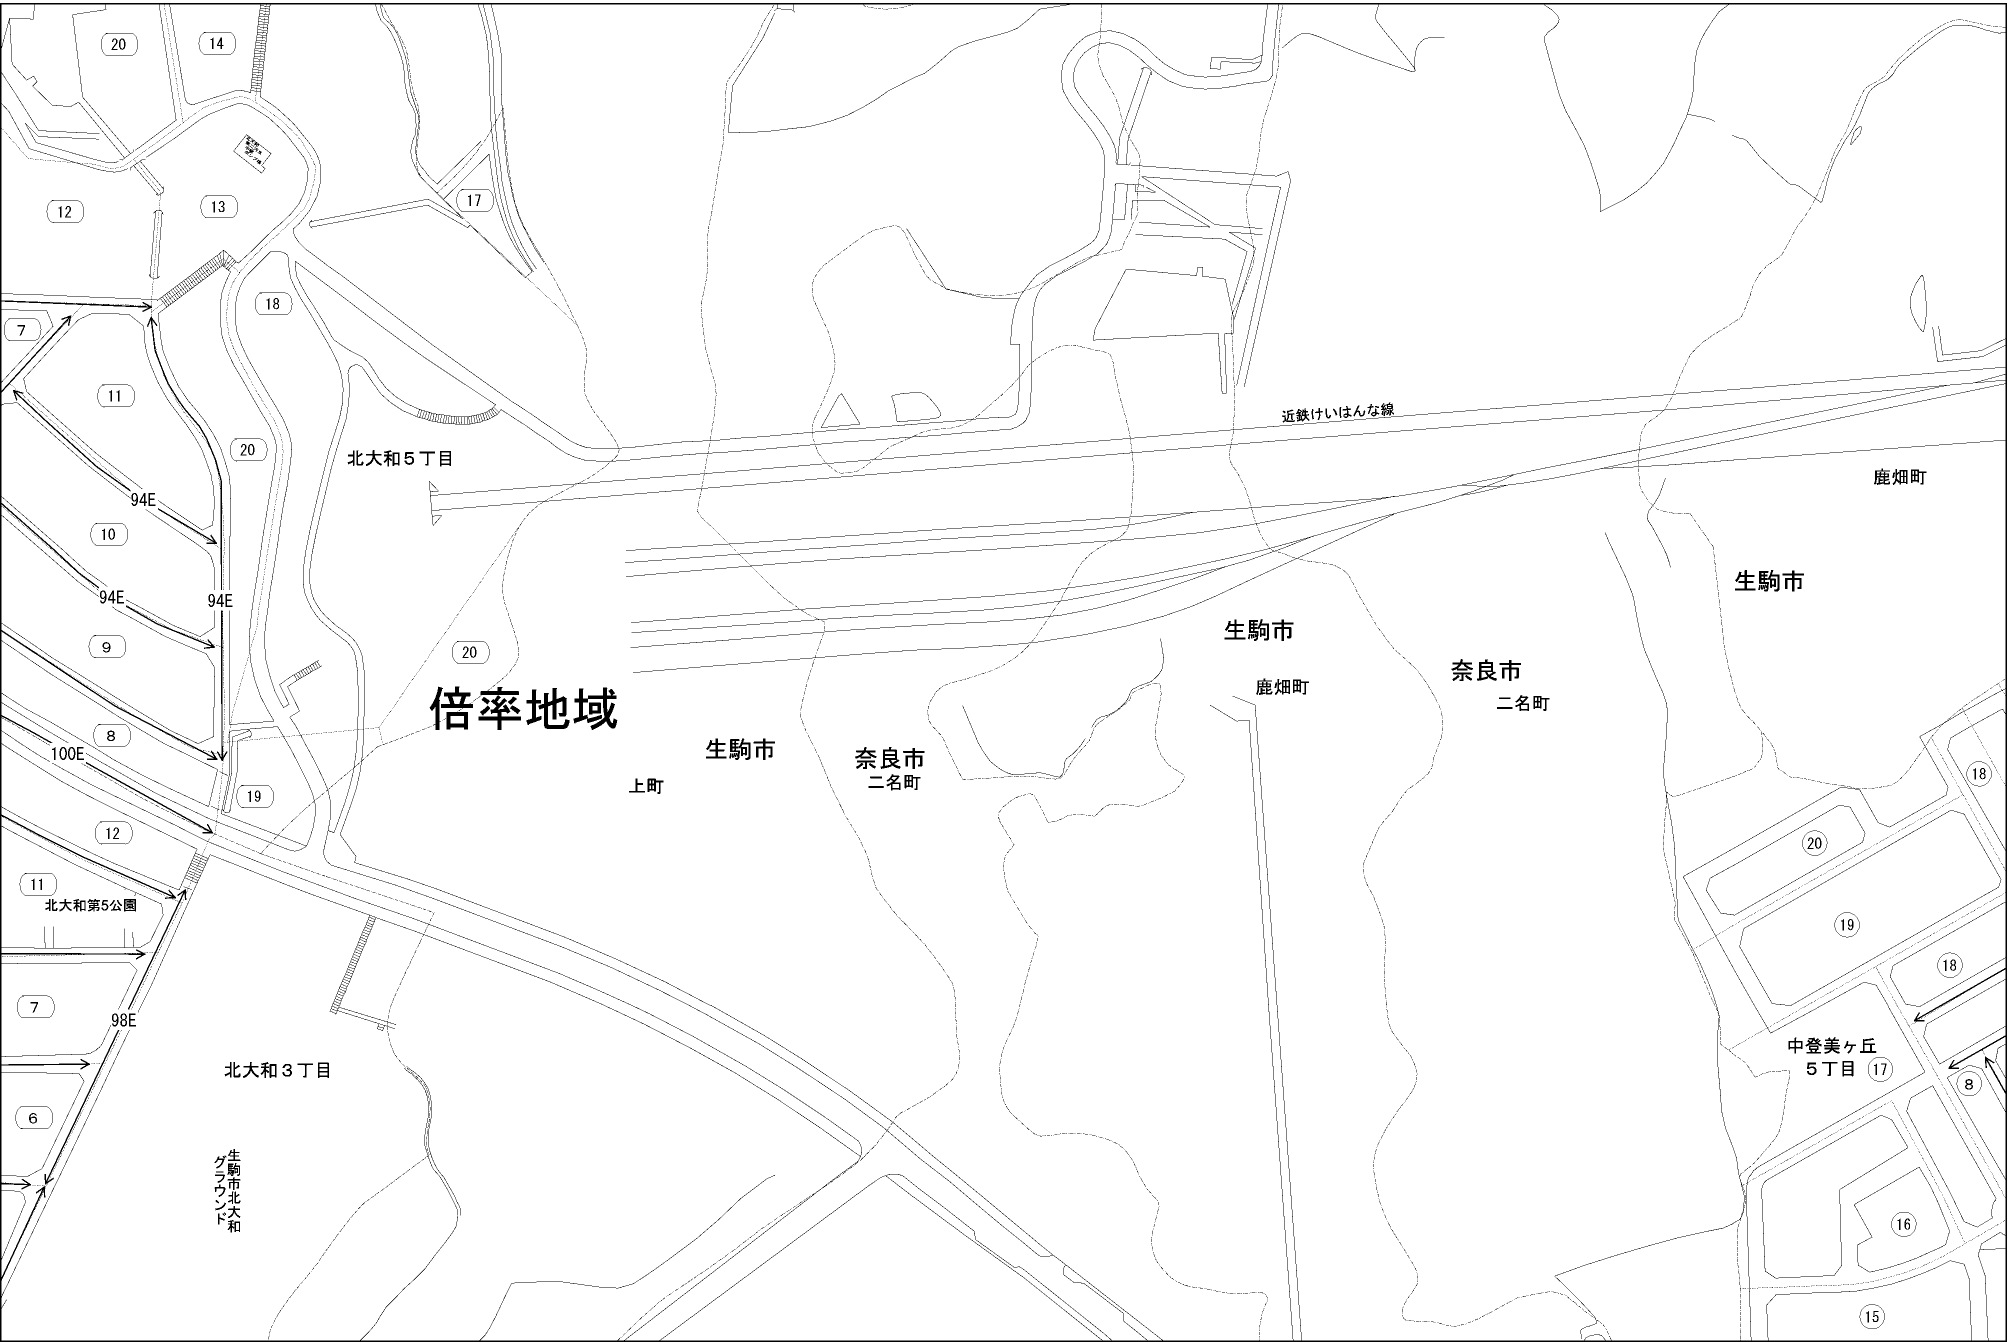 20
14
12
13
17
7
18
11
近鉄けいはんな線
20
北大和５丁目
鹿畑町
94E
10
生駒市
94E
94E
生駒市
9
20
奈良市
鹿畑町
二名町
倍率地域
8
生駒市
奈良市
100E
二名町
18
上町
19
12
20
11
北大和第5公園
19
18
7
98E
中登美ヶ丘
５丁目
17
北大和３丁目
8
6
生駒市北大和
グラウンド
16
15